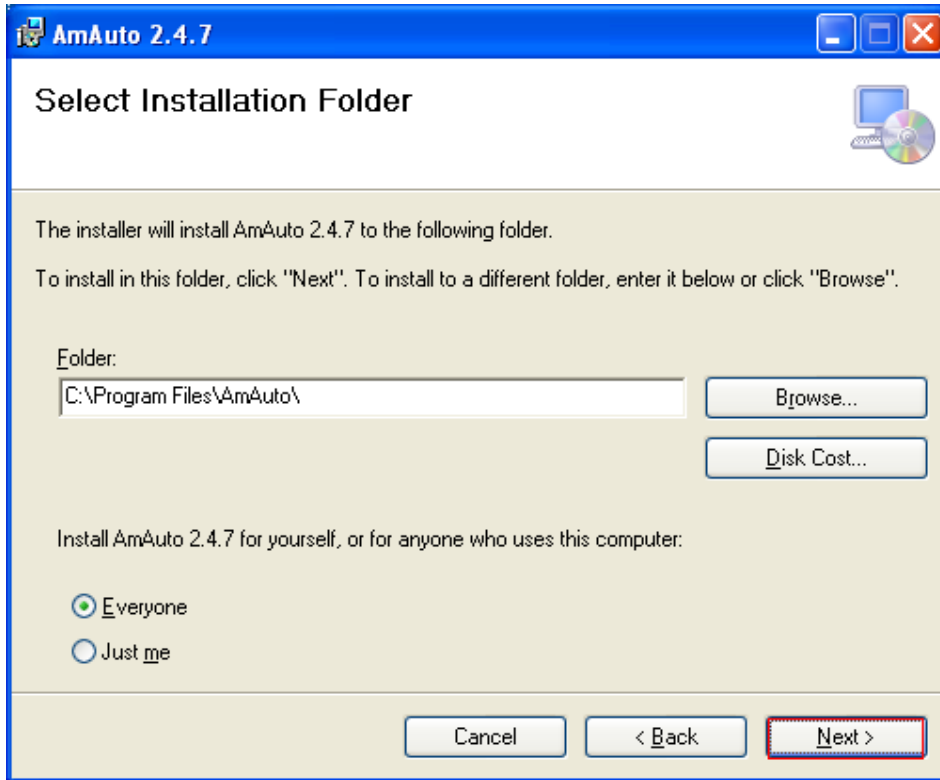 AmAuto 2.4.7
Select Installation Folder
The installer will install AmAuto 2.4.7 to the following folder.
To install in this folder, click "Next". To install to a different folder, enter it below or click "Browse".
Folder:
C:\Program Files\AmAuto\
Browse...
Disk Cost...
Install AmAuto 2.4.7 for yourself, or for anyone who uses this computer:
Everyone
Just me
Cancel
< Back
Next >